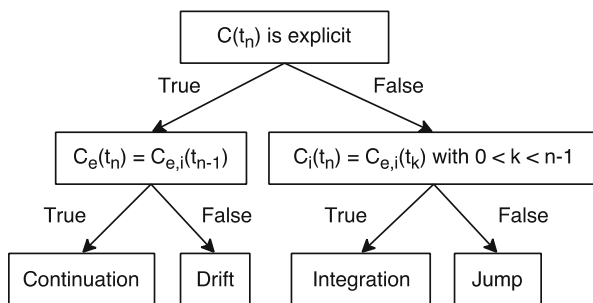 C(tₙ) is explicit
True
False
Cₑ(tₙ) = Cₑ,ᵢ(tₙ₋₁)
Cᵢ(tₙ) = Cₑ,ᵢ(tₖ) with 0 < k < n-1
True
False
True
False
Continuation
Drift
Integration
Jump